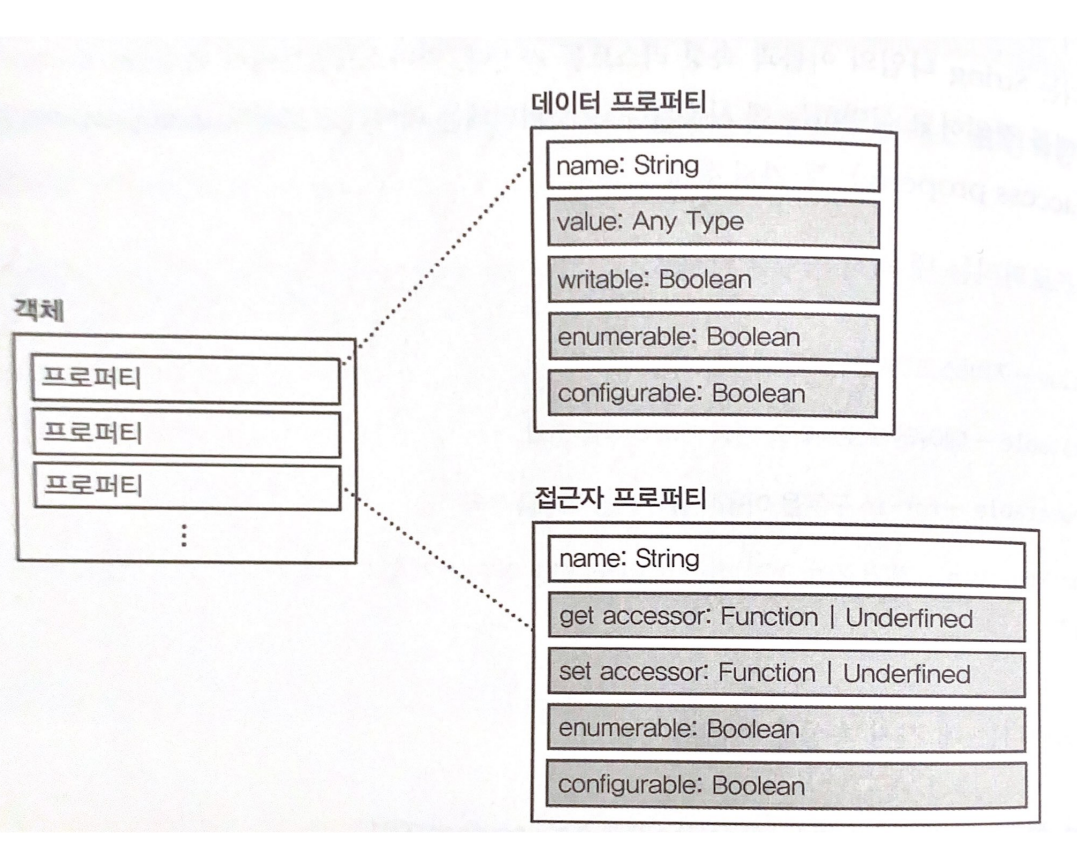 객체
프로퍼티
프로퍼티
프로퍼티
⋮
데이터 프로퍼티
name: String
value: Any Type
writable: Boolean
enumerable: Boolean
configurable: Boolean
접근자 프로퍼티
name: String
get accessor: Function | Underfined
set accessor: Function | Underfined
enumerable: Boolean
configurable: Boolean